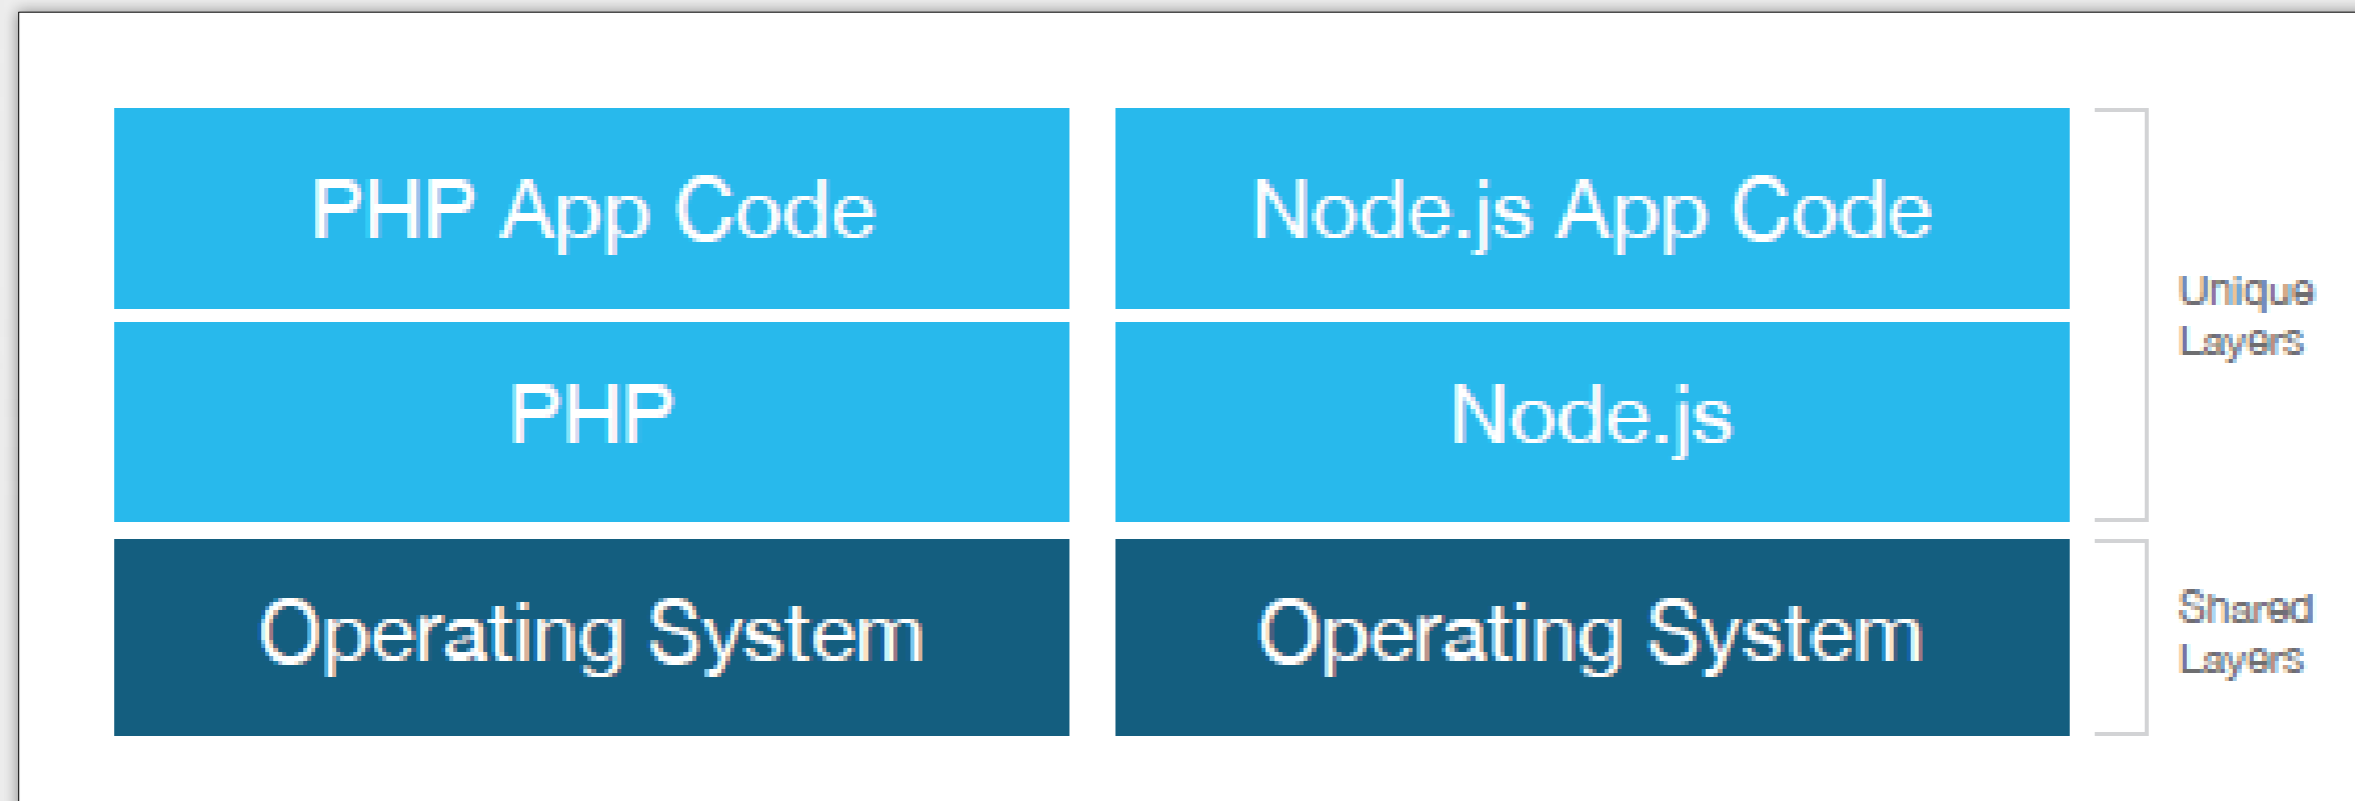 PHP App Code
Node.js App Code
PHP
Node.js
Unique
Layers
Operating System
Operating System
Shared
Layers